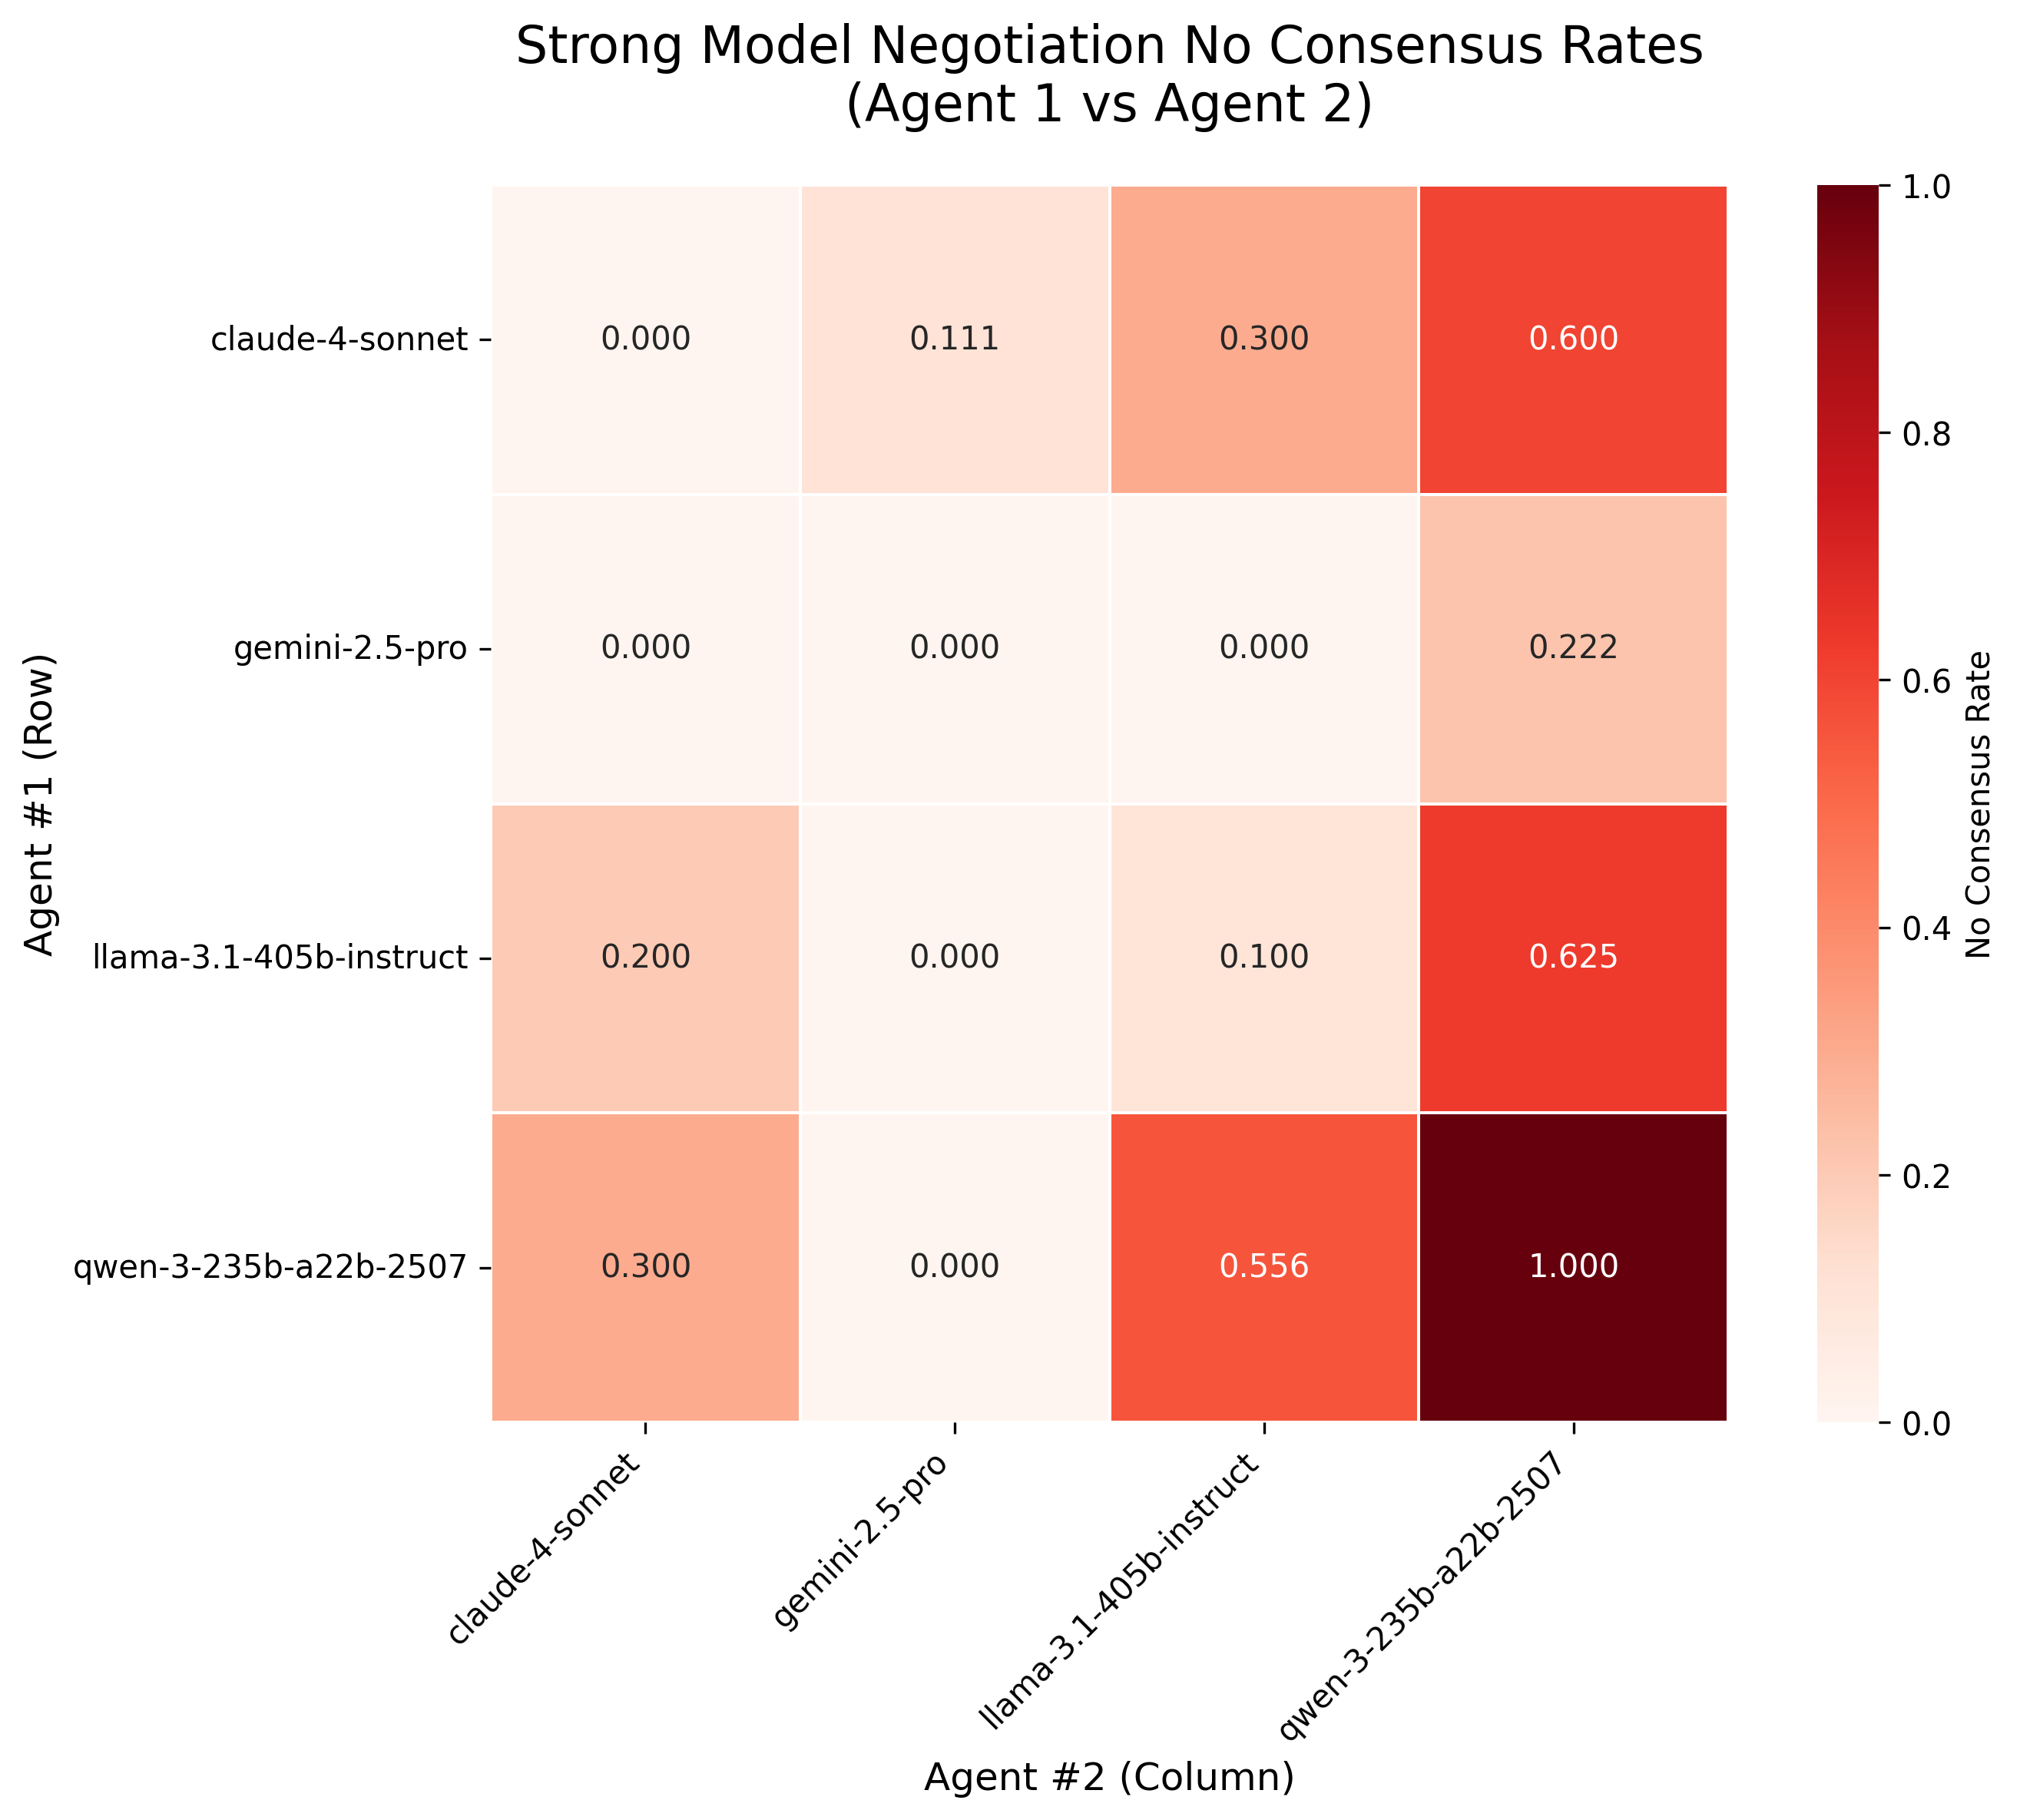 Strong Model Negotiation No Consensus Rates
(Agent 1 vs Agent 2)
Agent #1 (Row)
claude-4-sonnet
0.000 0.111 0.300 0.600
gemini-2.5-pro
0.000 0.000 0.000 0.222
llama-3.1-405b-instruct
0.200 0.000 0.100 0.625
qwen-3-235b-a22b-2507
0.300 0.000 0.556 1.000
claude-4-sonnet
gemini-2.5-pro
llama-3.1-405b-instruct
qwen-3-235b-a22b-2507
Agent #2 (Column)
1.0
0.8
0.6
0.4
0.2
0.0
No Consensus Rate